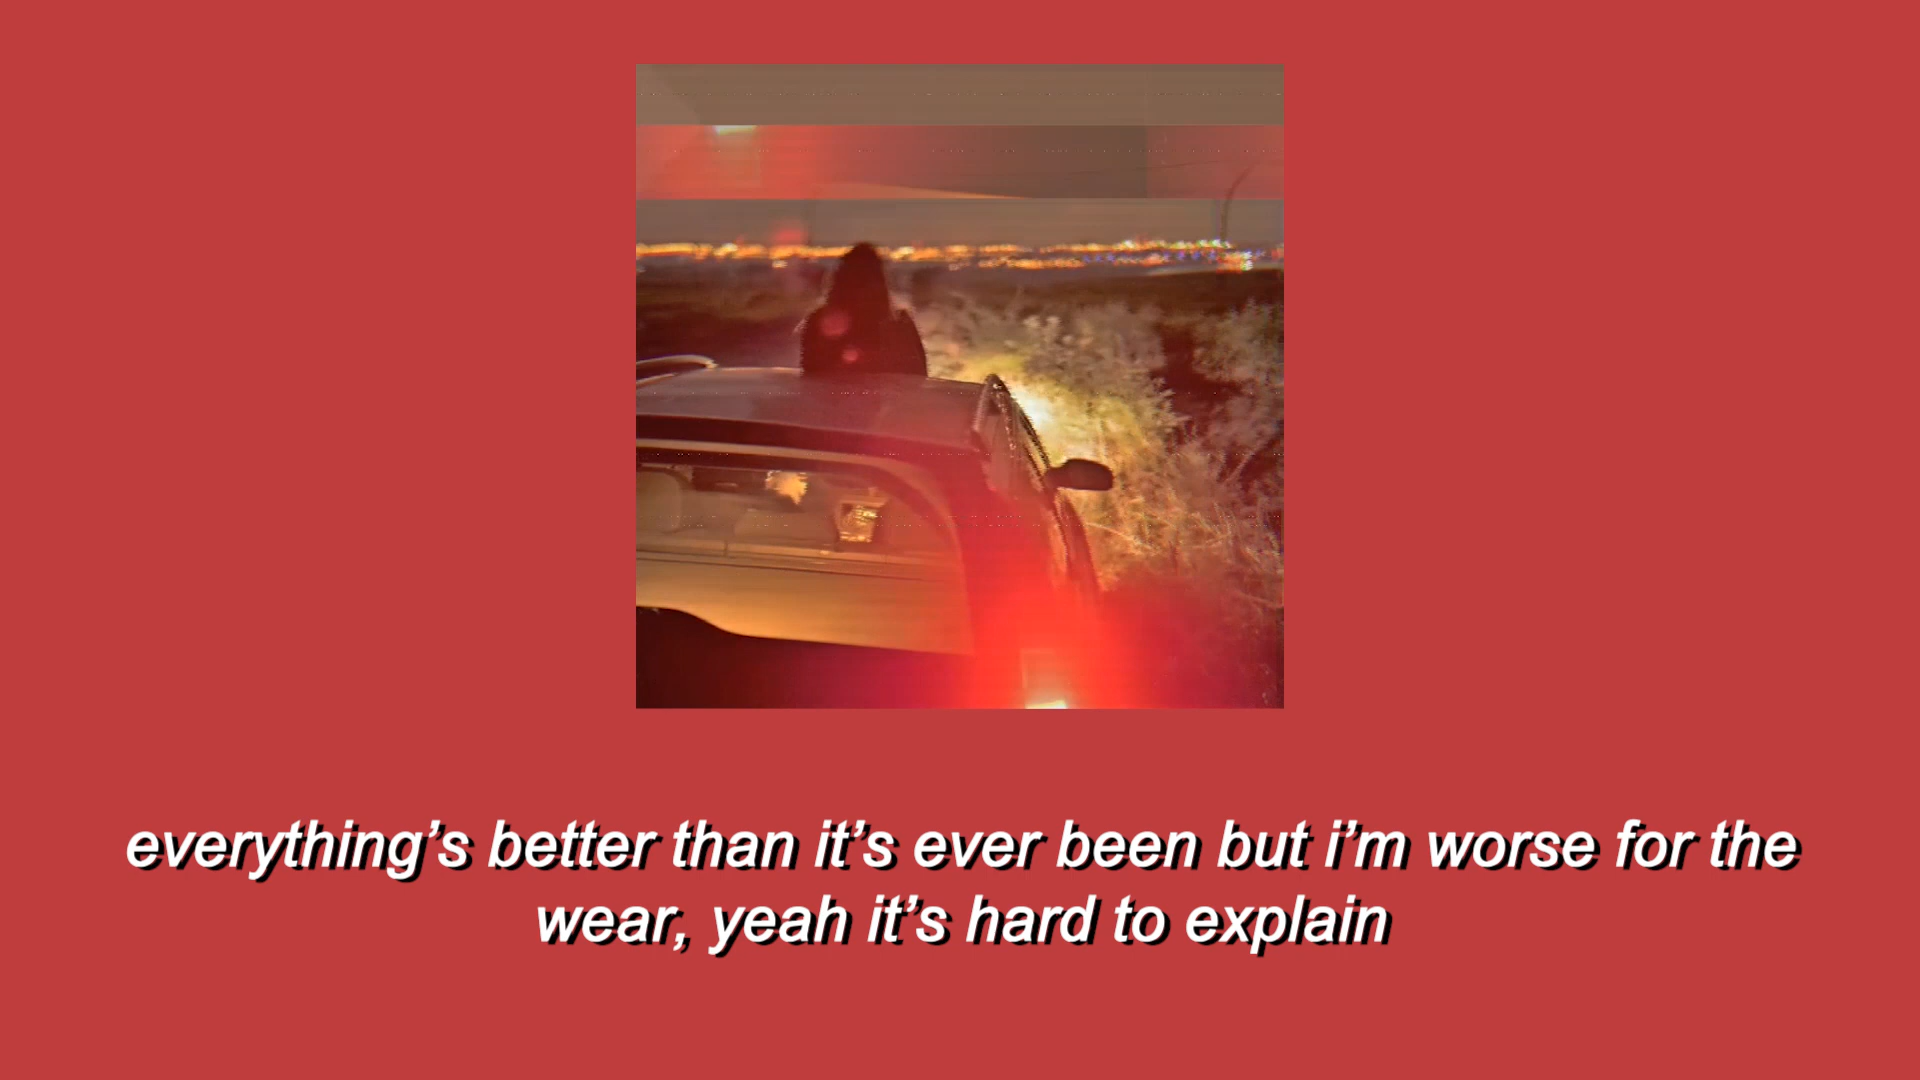 everything’s better than it’s ever been but i’m worse for the
wear, yeah it’s hard to explain